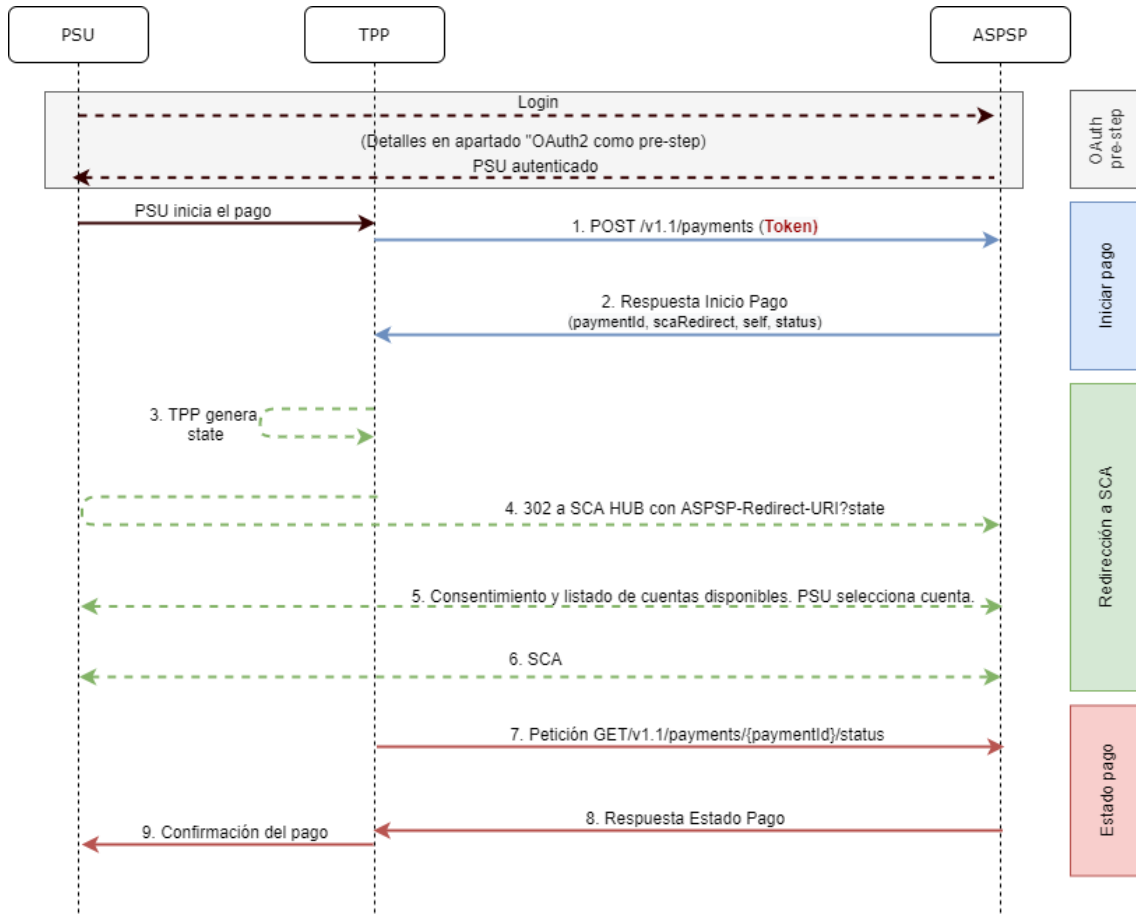 PSU
TPP
ASPSP
Login
(Detalles en apartado "OAuth2 como pre-step)
PSU autenticado
OAuth
pre-step
PSU inicia el pago
1. POST /v1.1/payments (Token)
2. Respuesta Inicio Pago
(paymentId, scaRedirect, self, status)
Iniciar pago
3. TPP genera
state
4. 302 a SCA HUB con ASPSP-Redirect-URI?state
5. Consentimiento y listado de cuentas disponibles. PSU selecciona cuenta.
6. SCA
Redirección a SCA
7. Petición GET/v1.1/payments/{paymentId}/status
8. Respuesta Estado Pago
9. Confirmación del pago
Estado pago